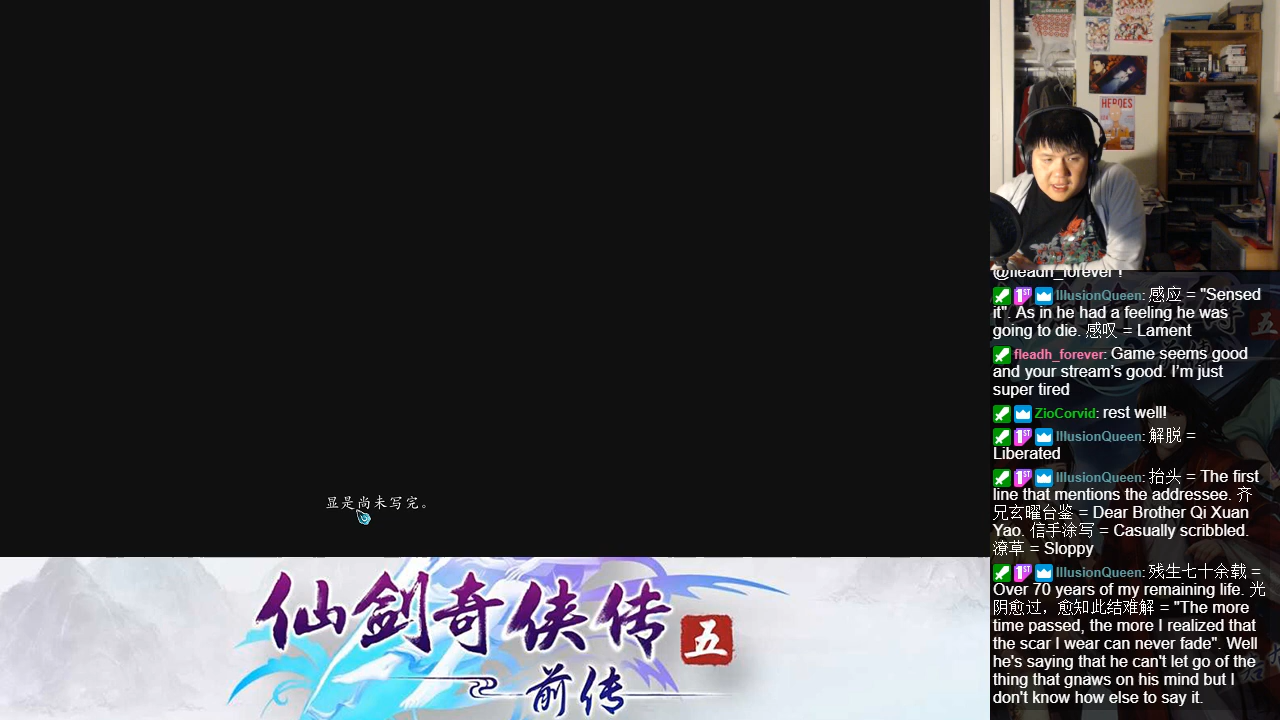 HEROES
@fleadh_forever !
IllusionQueen: 感应 = "Sensed
it". As in he had a feeling he was
going to die. 感叹 = Lament
fleadh_forever: Game seems good
and your stream's good. I'm just
super tired
ZioCorvid: rest well!
IllusionQueen: 解脱 =
Liberated
IllusionQueen: 抬头 = The first
line that mentions the addressee. 齐
兄玄曜台鉴 = Dear Brother Qi Xuan
Yao. 信手涂写 = Casually scribbled.
潦草 = Sloppy
IllusionQueen: 残生七十余载 =
Over 70 years of my remaining life. 光
阴愈过，愈知此结难解 = "The more
time passed, the more I realized that
the scar I wear can never fade". Well
he's saying that he can't let go of the
thing that gnaws on his mind but I
don't know how else to say it.
显是尚未写完。
仙剑奇侠传 五
前传